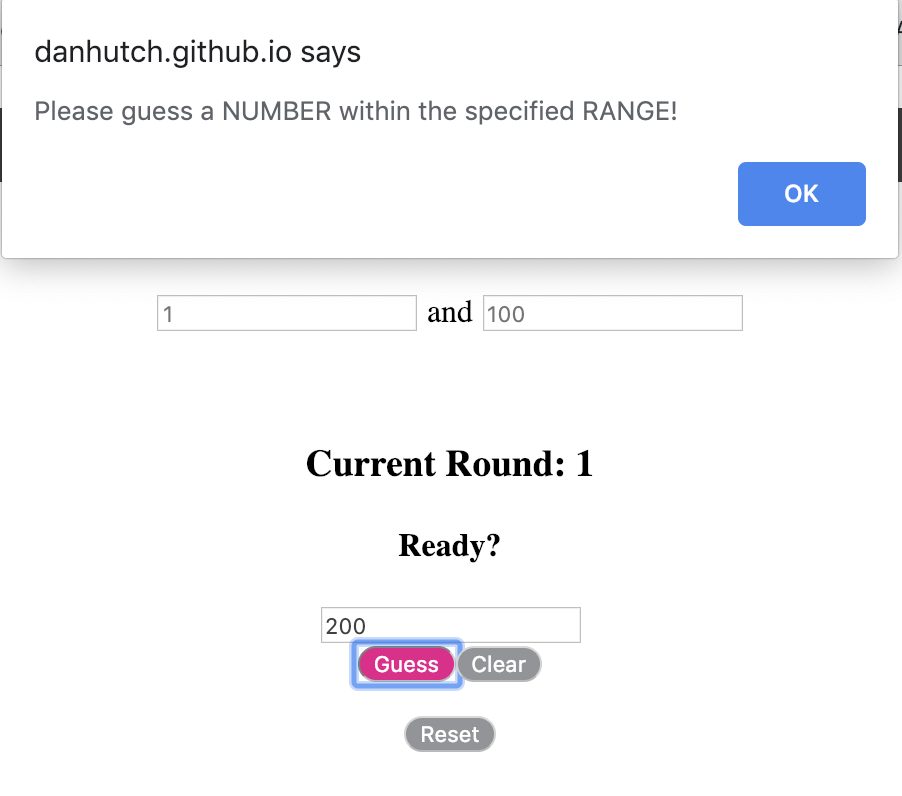 danhutch.github.io says
Please guess a NUMBER within the specified RANGE!
OK
1 and 100
Current Round: 1
Ready?
200
Guess Clear
Reset